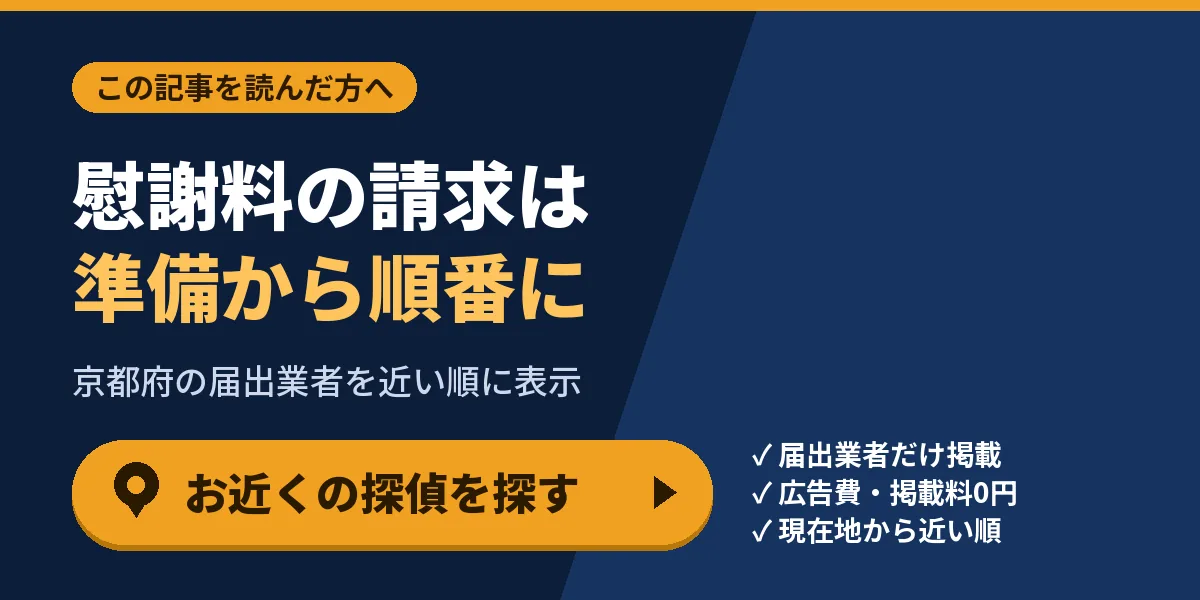 この記事を読んだ方へ
慰謝料の請求は
準備から順番に
京都府の届出業者を近い順に表示
お近くの探偵を探す
✓ 届出業者だけ掲載
✓ 広告費・掲載料0円
✓ 現在地から近い順